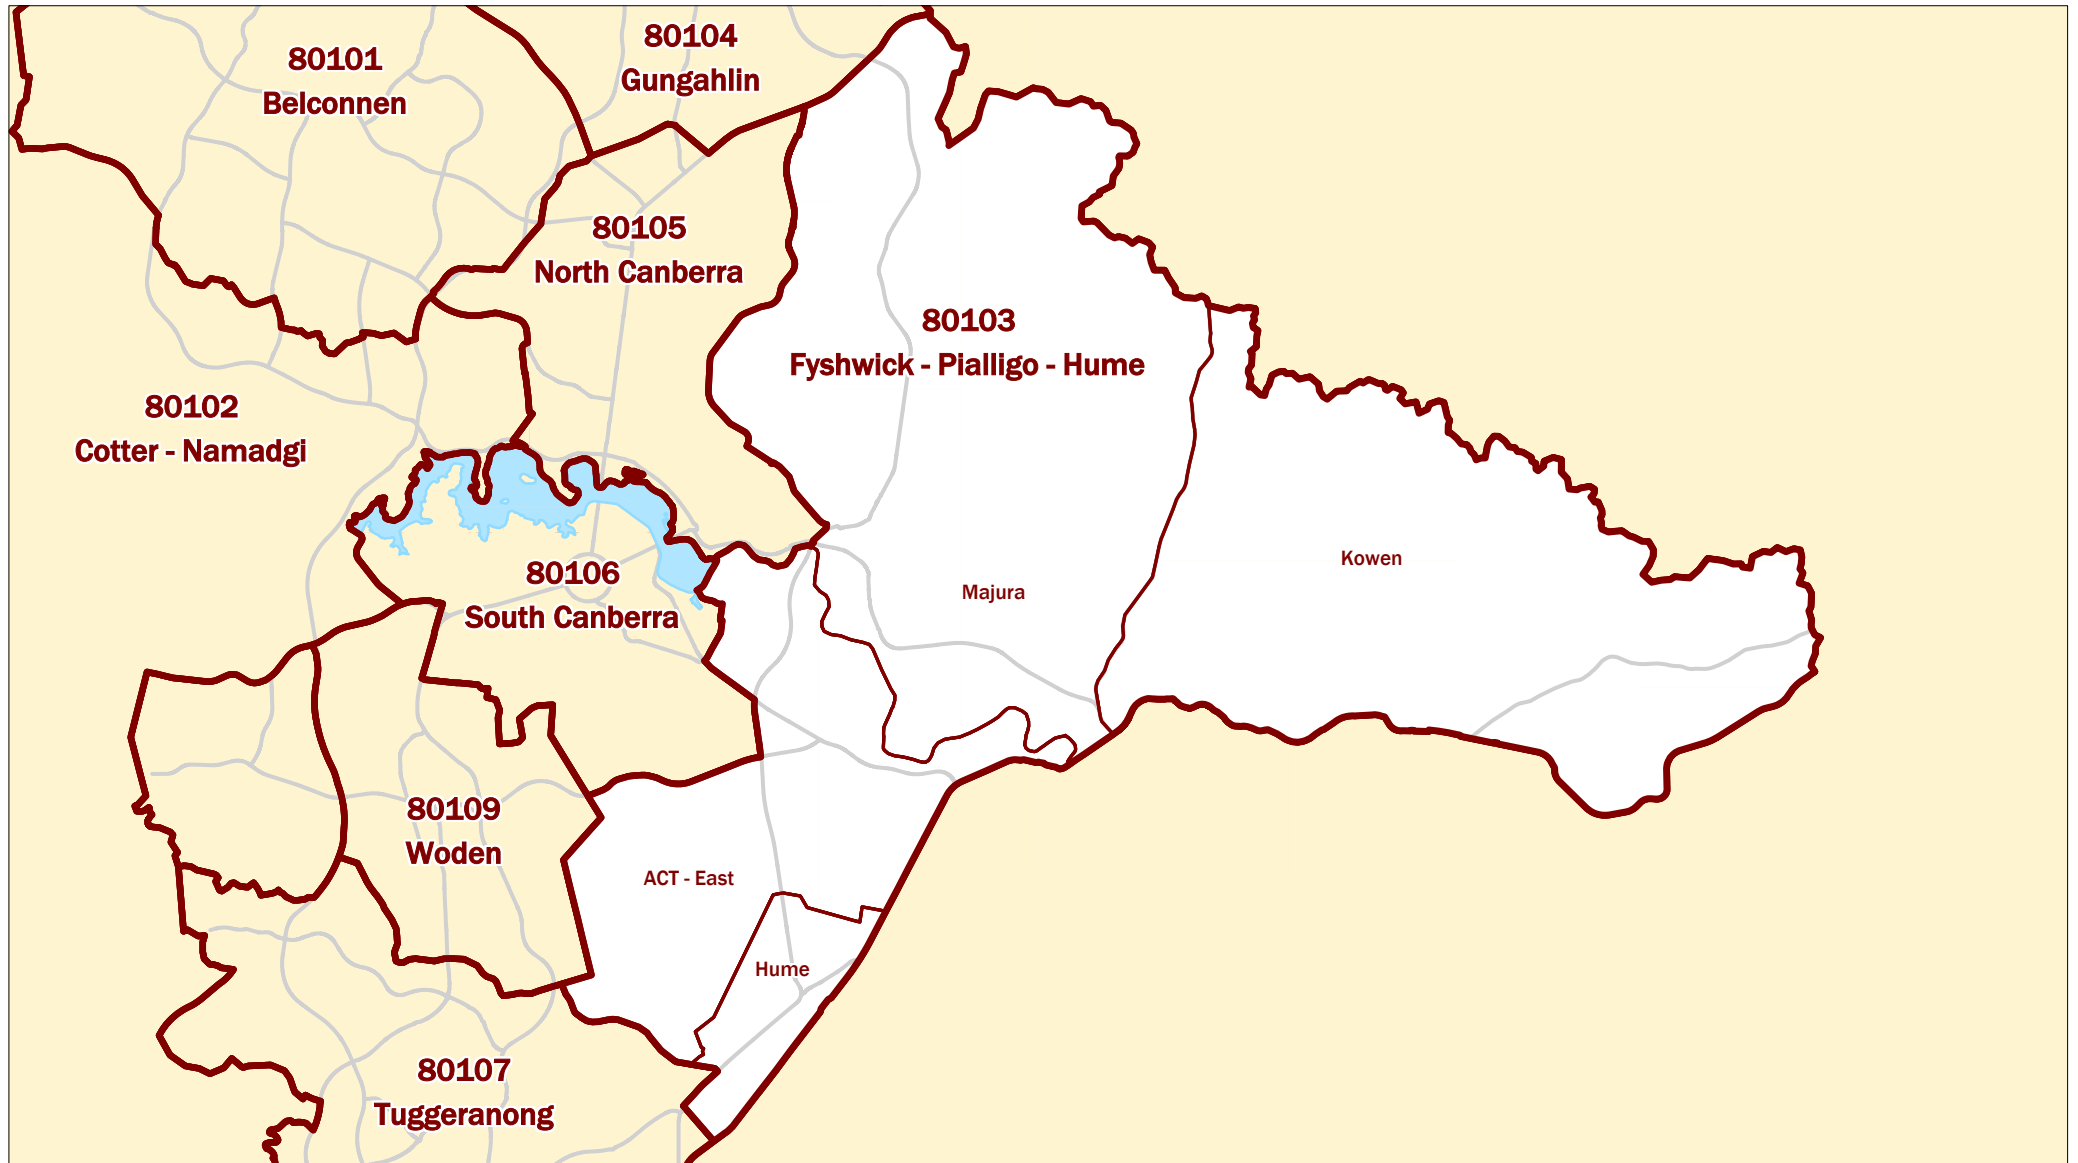 80101
Belconnen
80104
Gungahlin
80105
North Canberra
80103
Fyshwick - Pialligo - Hume
80102
Cotter - Namadgi
Kowen
80106
South Canberra
Majura
80109
Woden
ACT - East
Hume
80107
Tuggeranong